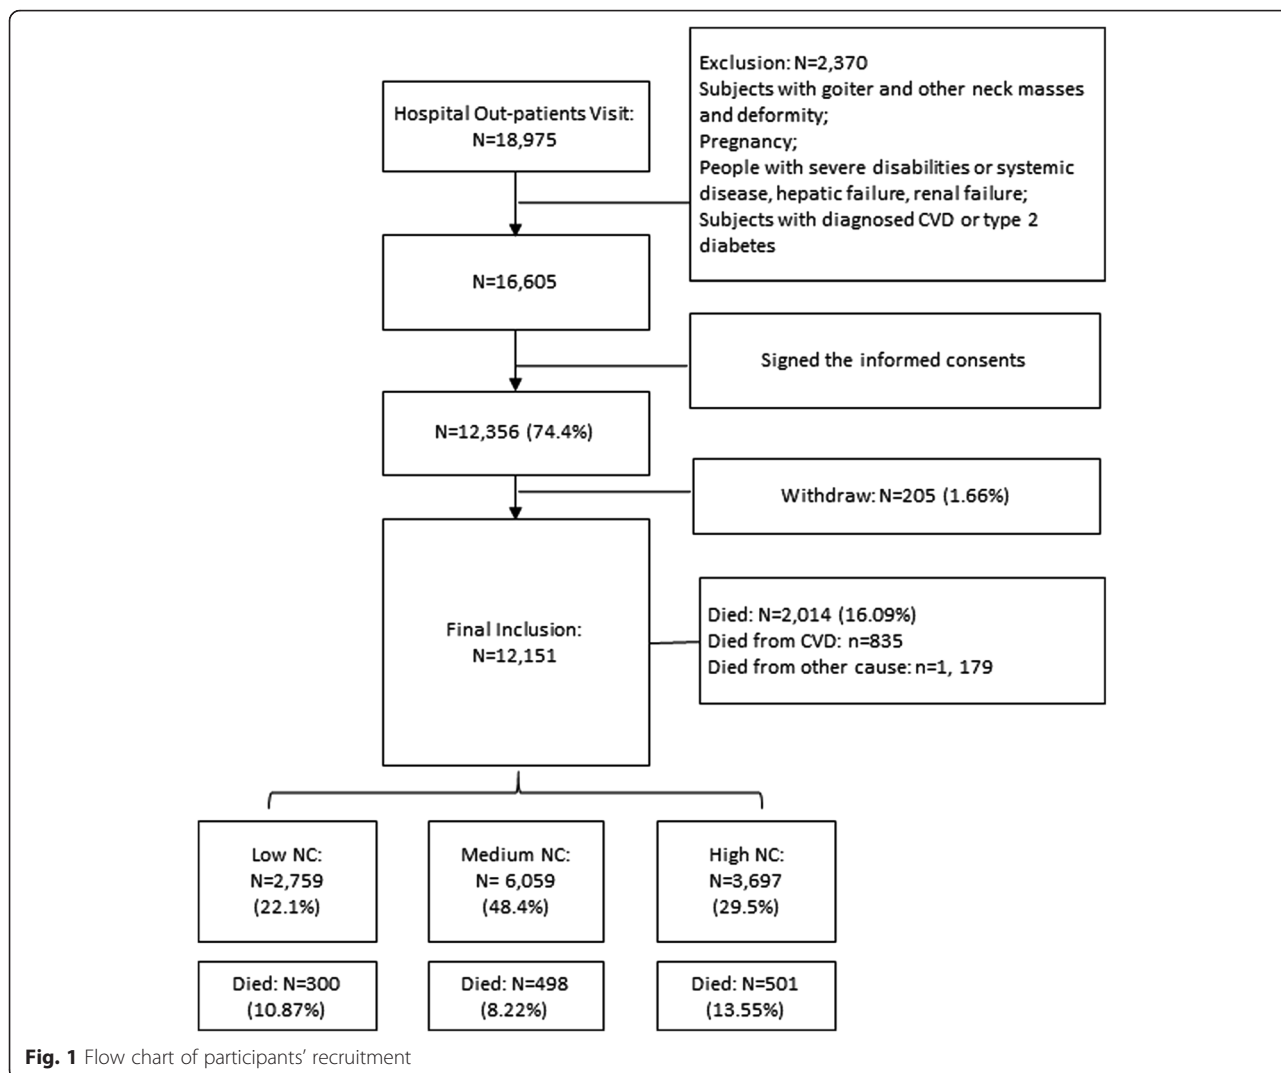 Hospital Out-patients Visit:
N=18,975
Exclusion: N=2,370
Subjects with goiter and other neck masses
and deformity;
Pregnancy;
People with severe disabilities or systemic
disease, hepatic failure, renal failure;
Subjects with diagnosed CVD or type 2
diabetes
N=16,605
Signed the informed consents
N=12,356 (74.4%)
Withdraw: N=205 (1.66%)
Final Inclusion:
N=12,151
Died: N=2,014 (16.09%)
Died from CVD: n=835
Died from other cause: n=1, 179
Low NC:
N=2,759
(22.1%)
Medium NC:
N= 6,059
(48.4%)
High NC:
N=3,697
(29.5%)
Died: N=300
(10.87%)
Died: N=498
(8.22%)
Died: N=501
(13.55%)
Fig. 1 Flow chart of participants' recruitment